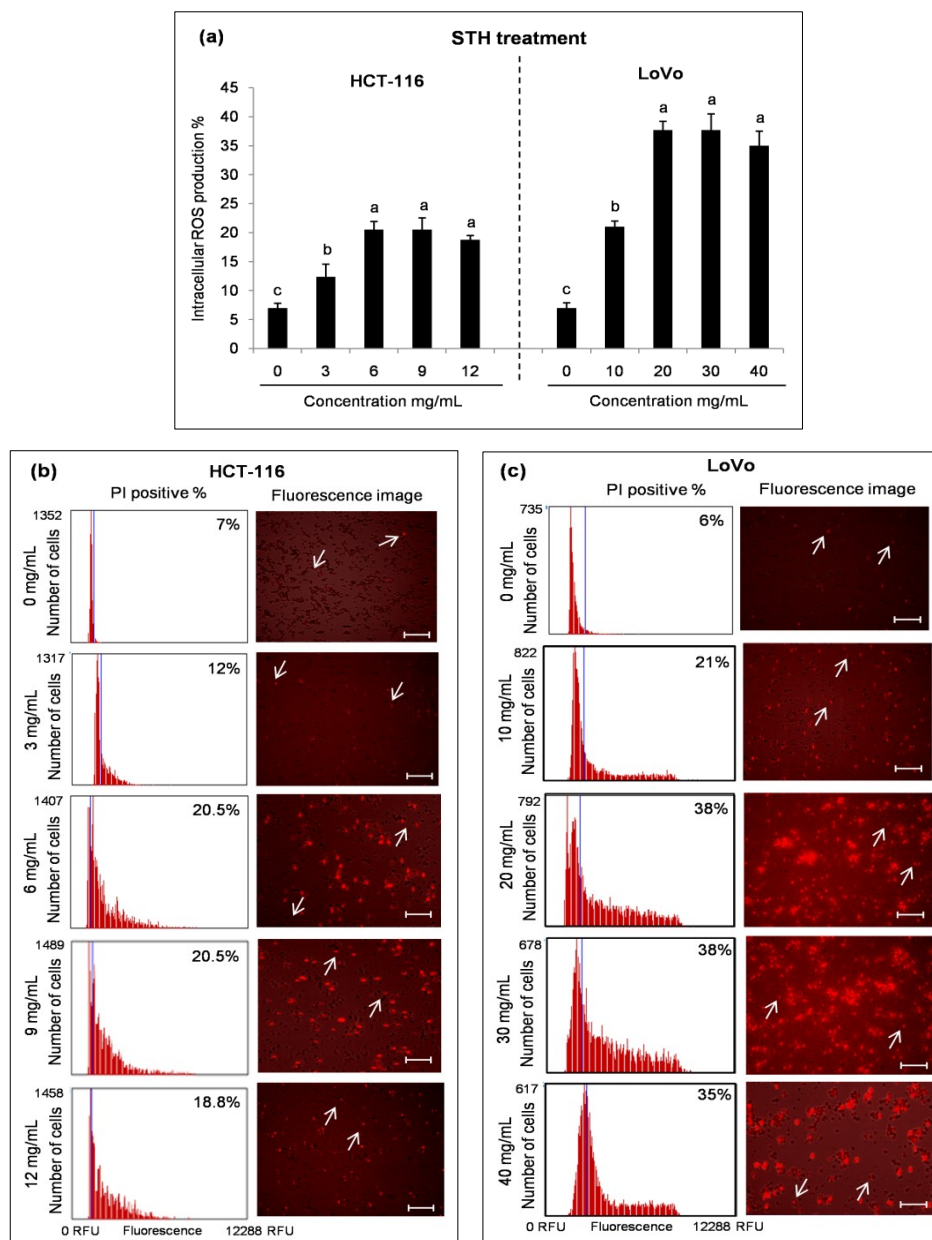 (a)
STH treatment
HCT-116
LoVo
Intracellular ROS production %
45
40
35
30
25
20
15
10
5
0
c
b
a
a
a
c
b
a
a
a
0 3 6 9 12
0 10 20 30 40
Concentration mg/mL
Concentration mg/mL
(b)
HCT-116
PI positive %
Fluorescence image
0 mg/mL
Number of cells
1352
7%
3 mg/mL
Number of cells
1317
12%
6 mg/mL
Number of cells
1407
20.5%
9 mg/mL
Number of cells
1489
20.5%
12 mg/mL
Number of cells
1458
18.8%
0 RFU Fluorescence 12288 RFU
(c)
LoVo
PI positive %
Fluorescence image
0 mg/mL
Number of cells
735
6%
10 mg/mL
Number of cells
822
21%
20 mg/mL
Number of cells
792
38%
30 mg/mL
Number of cells
678
38%
40 mg/mL
Number of cells
617
35%
0 RFU Fluorescence 12288 RFU